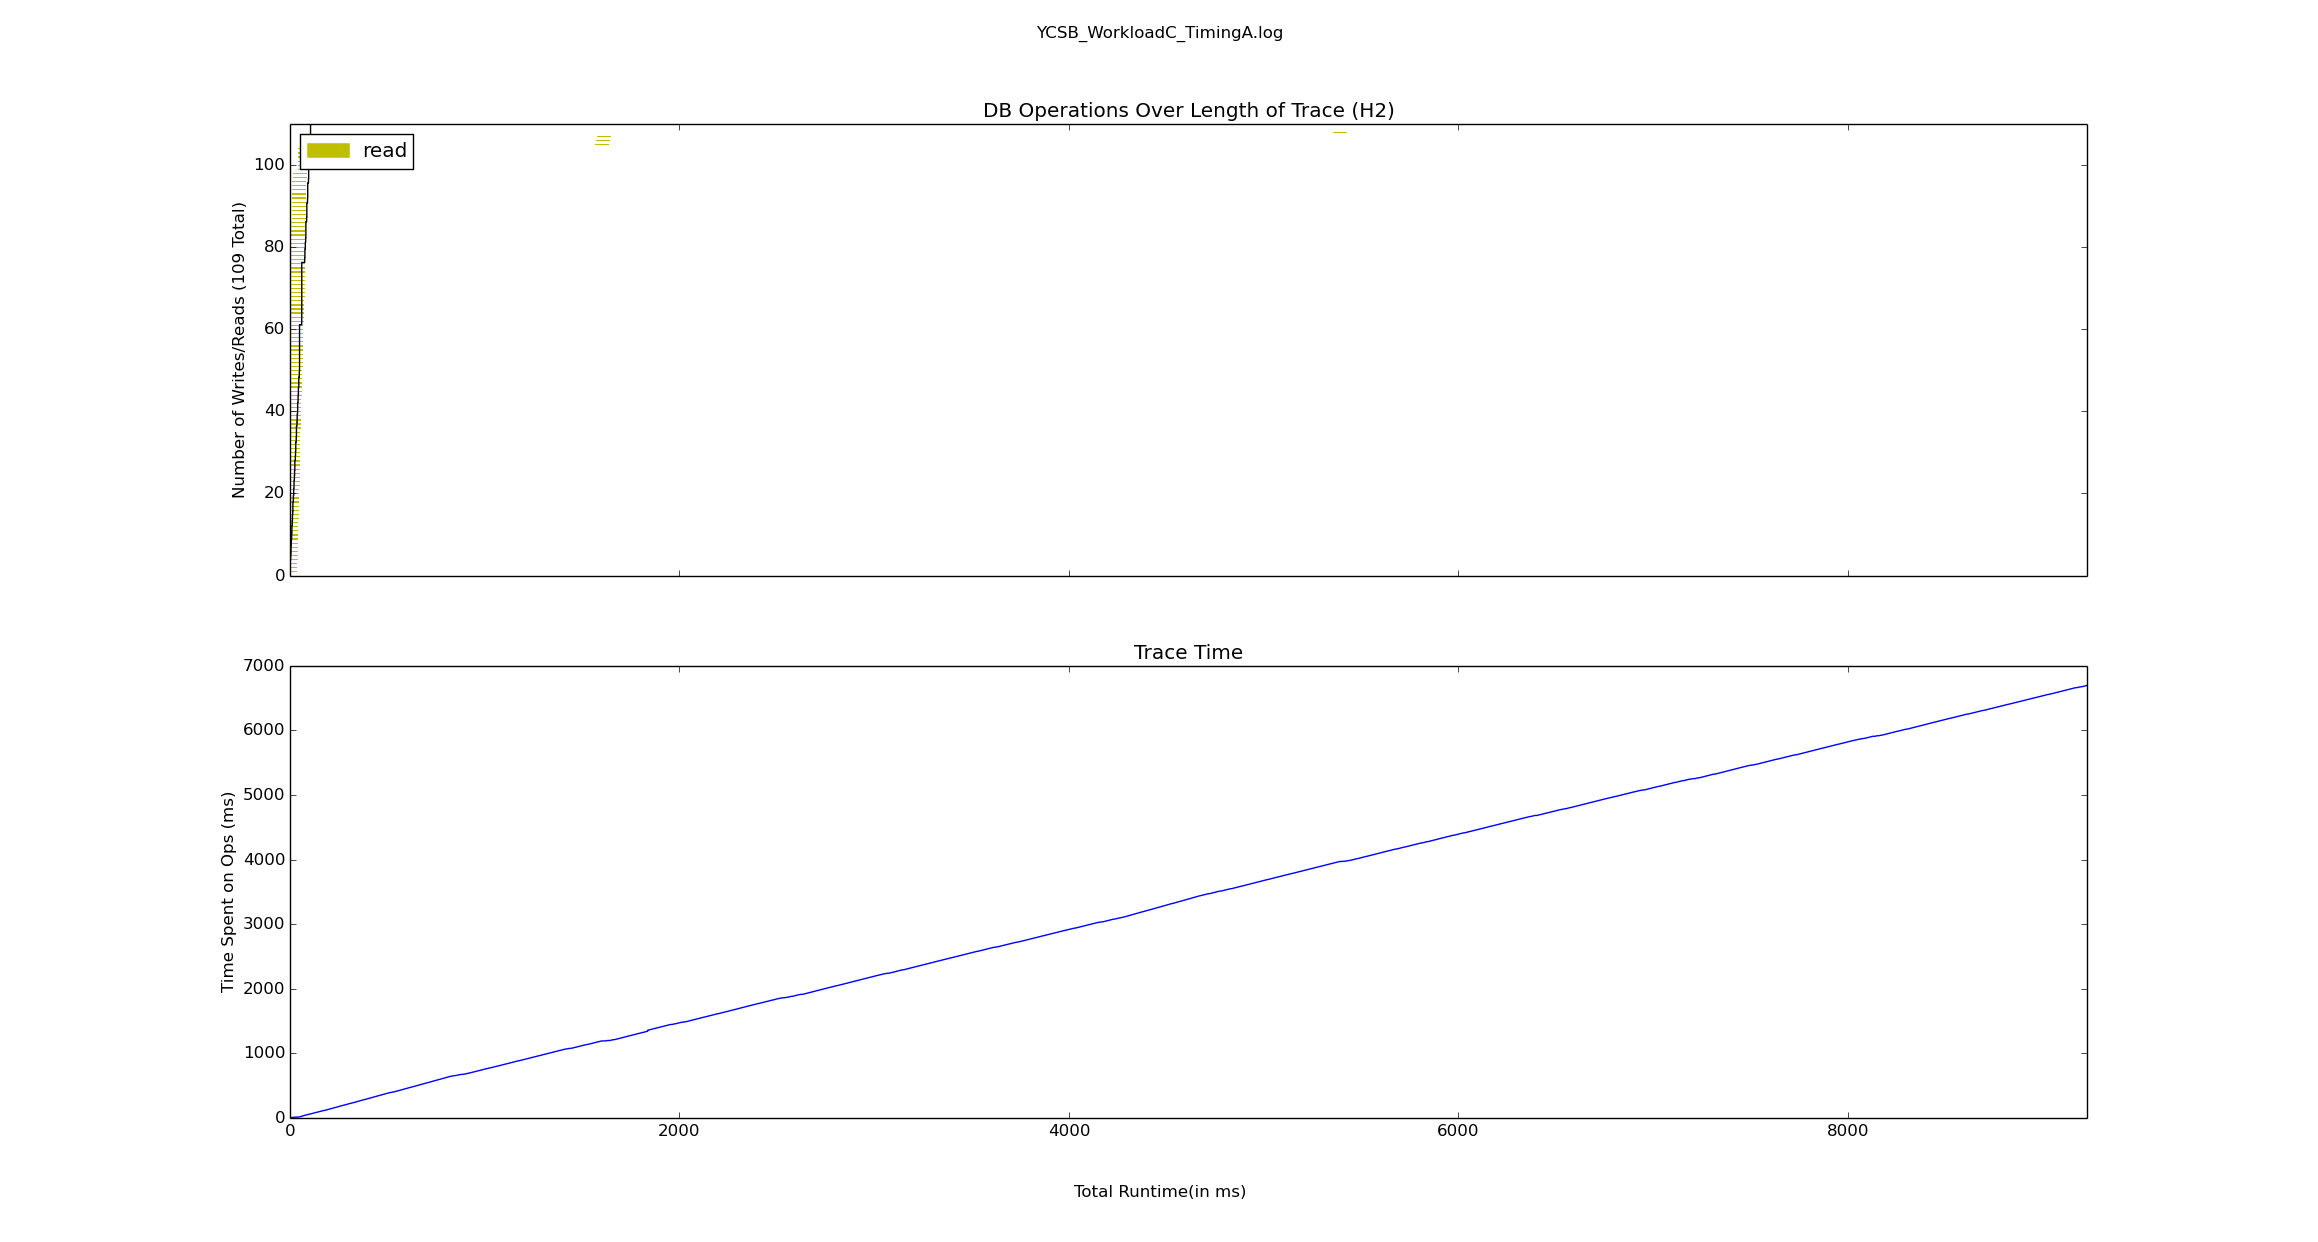 YCSB_WorkloadC_TimingA.log
DB Operations Over Length of Trace (H2)
read
Number of Writes/Reads (109 Total)
100
80
60
40
20
0
Trace Time
Time Spent on Ops (ms)
7000
6000
5000
4000
3000
2000
1000
0
0 2000 4000 6000 8000
Total Runtime(in ms)